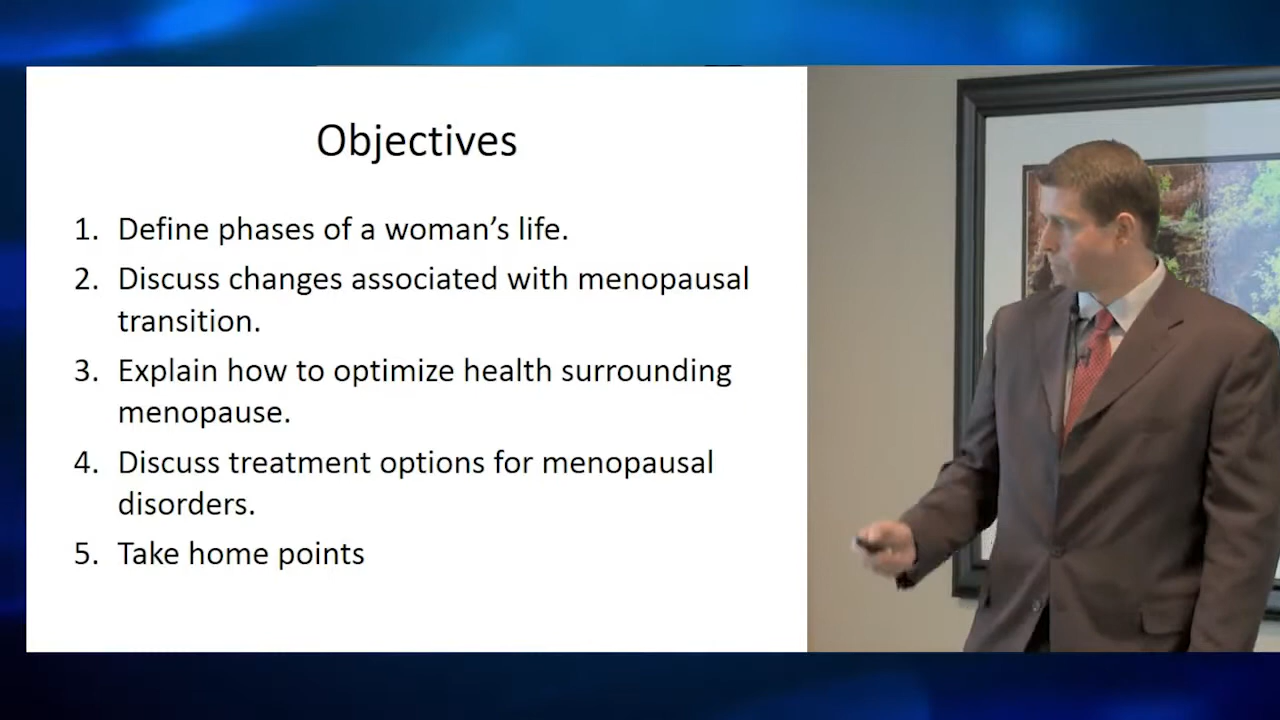 Objectives
1. Define phases of a woman’s life.
2. Discuss changes associated with menopausal
transition.
3. Explain how to optimize health surrounding
menopause.
4. Discuss treatment options for menopausal
disorders.
5. Take home points